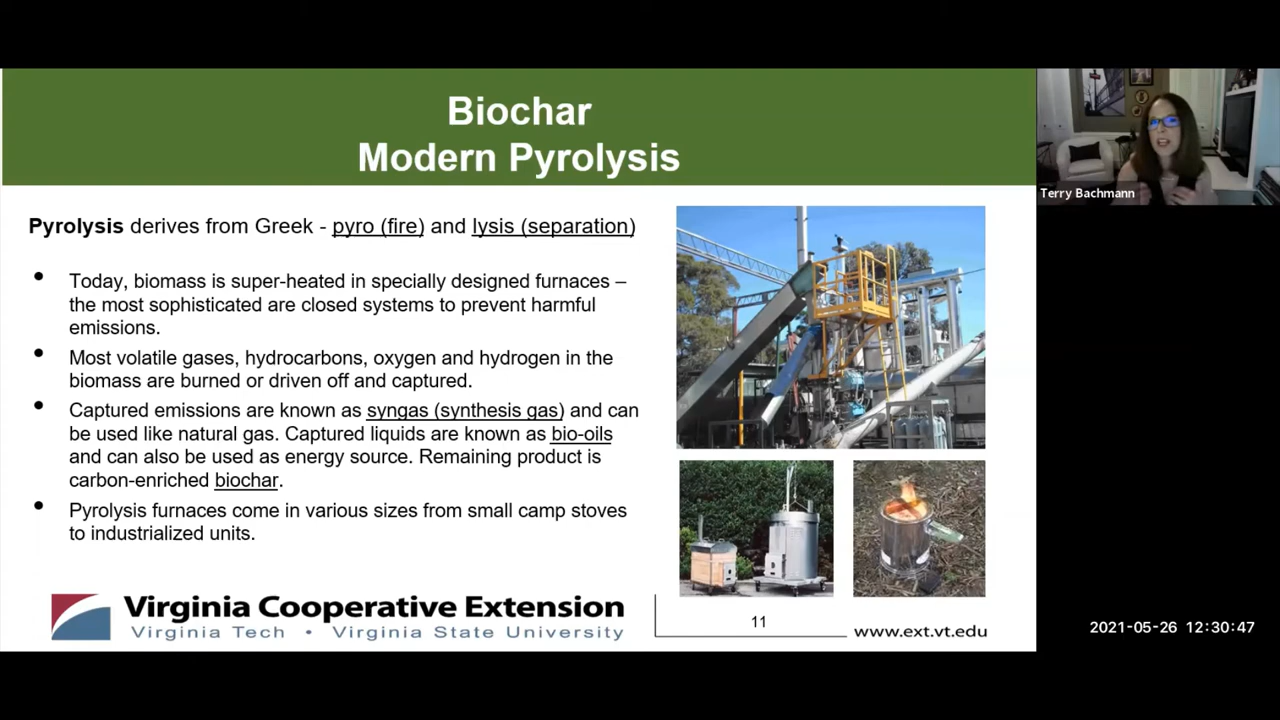 Biochar
Modern Pyrolysis
Terry Bachmann
Pyrolysis derives from Greek - pyro (fire) and lysis (separation)
• Today, biomass is super-heated in specially designed furnaces –
the most sophisticated are closed systems to prevent harmful
emissions.
• Most volatile gases, hydrocarbons, oxygen and hydrogen in the
biomass are burned or driven off and captured.
• Captured emissions are known as syngas (synthesis gas) and can
be used like natural gas. Captured liquids are known as bio-oils
and can also be used as energy source. Remaining product is
carbon-enriched biochar.
• Pyrolysis furnaces come in various sizes from small camp stoves
to industrialized units.
Virginia Cooperative Extension
Virginia Tech • Virginia State University
11
www.ext.vt.edu
2021-05-26 12:30:47